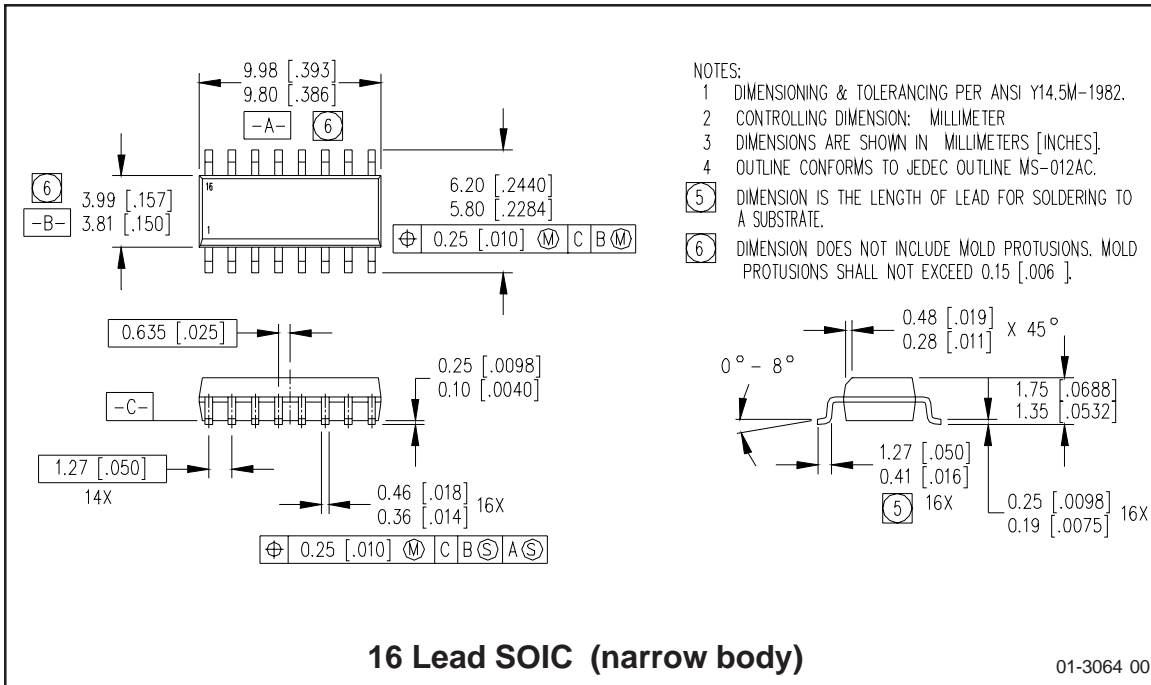 9.98 [.393]
9.80 [.386]
-A- 6
6
3.99 [.157]
-B- 3.81 [.150]
16
1
6.20 [.2440]
5.80 [.2284]
⌖ 0.25 [.010] Ⓜ C B Ⓜ
NOTES:
1 DIMENSIONING & TOLERANCING PER ANSI Y14.5M-1982.
2 CONTROLLING DIMENSION: MILLIMETER
3 DIMENSIONS ARE SHOWN IN MILLIMETERS [INCHES].
4 OUTLINE CONFORMS TO JEDEC OUTLINE MS-012AC.
5 DIMENSION IS THE LENGTH OF LEAD FOR SOLDERING TO
A SUBSTRATE.
6 DIMENSION DOES NOT INCLUDE MOLD PROTUSIONS. MOLD
PROTUSIONS SHALL NOT EXCEED 0.15 [.006 ].
0.635 [.025]
0.25 [.0098]
0.10 [.0040]
-C-
1.27 [.050]
14X
0.46 [.018]
0.36 [.014] 16X
⌖ 0.25 [.010] Ⓜ C B Ⓢ A Ⓢ
0.48 [.019]
0.28 [.011] X 45°
0° - 8°
1.75 [.0688]
1.35 [.0532]
1.27 [.050]
0.41 [.016]
5 16X
0.25 [.0098]
0.19 [.0075] 16X
16 Lead SOIC (narrow body)
01-3064 00